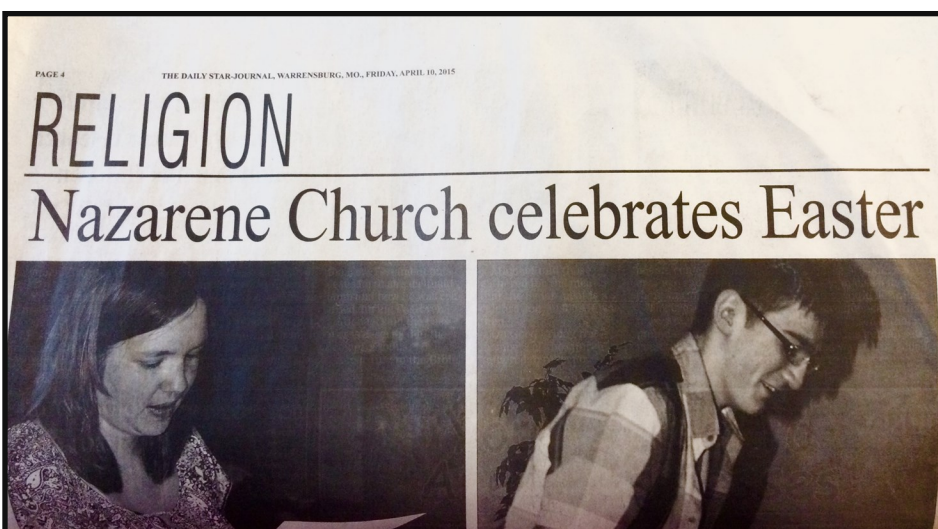 PAGE 4 THE DAILY STAR-JOURNAL, WARRENSBURG, MO., FRIDAY, APRIL 10, 2015
RELIGION
Nazarene Church celebrates Easter